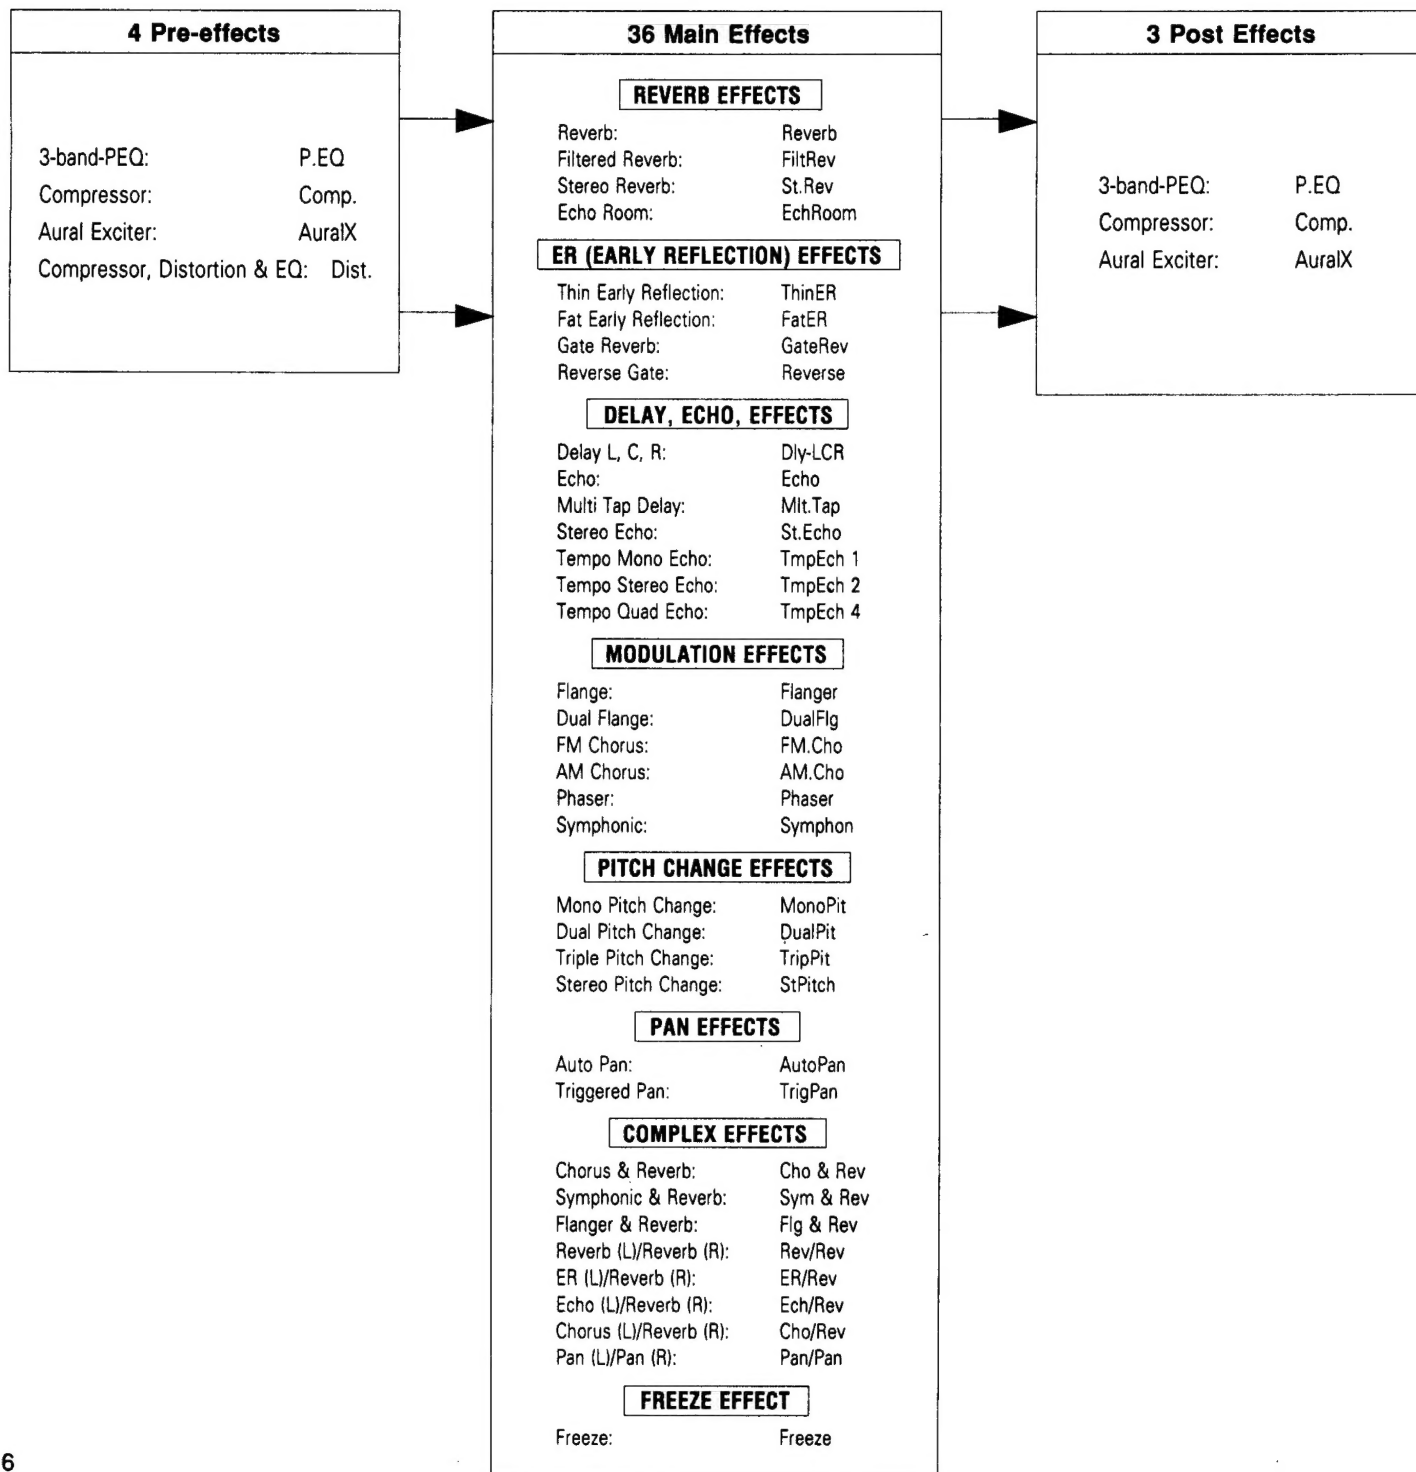 4 Pre-effects
3-band-PEQ: P.EQ
Compressor: Comp.
Aural Exciter: AuralX
Compressor, Distortion & EQ: Dist.
36 Main Effects
REVERB EFFECTS
Reverb: Reverb
Filtered Reverb: FiltRev
Stereo Reverb: St.Rev
Echo Room: EchRoom
ER (EARLY REFLECTION) EFFECTS
Thin Early Reflection: ThinER
Fat Early Reflection: FatER
Gate Reverb: GateRev
Reverse Gate: Reverse
DELAY, ECHO, EFFECTS
Delay L, C, R: Dly-LCR
Echo: Echo
Multi Tap Delay: Mlt.Tap
Stereo Echo: St.Echo
Tempo Mono Echo: TmpEch 1
Tempo Stereo Echo: TmpEch 2
Tempo Quad Echo: TmpEch 4
MODULATION EFFECTS
Flange: Flanger
Dual Flange: DualFlg
FM Chorus: FM.Cho
AM Chorus: AM.Cho
Phaser: Phaser
Symphonic: Symphon
PITCH CHANGE EFFECTS
Mono Pitch Change: MonoPit
Dual Pitch Change: DualPit
Triple Pitch Change: TripPit
Stereo Pitch Change: StPitch
PAN EFFECTS
Auto Pan: AutoPan
Triggered Pan: TrigPan
COMPLEX EFFECTS
Chorus & Reverb: Cho & Rev
Symphonic & Reverb: Sym & Rev
Flanger & Reverb: Flg & Rev
Reverb (L)/Reverb (R): Rev/Rev
ER (L)/Reverb (R): ER/Rev
Echo (L)/Reverb (R): Ech/Rev
Chorus (L)/Reverb (R): Cho/Rev
Pan (L)/Pan (R): Pan/Pan
FREEZE EFFECT
Freeze: Freeze
3 Post Effects
3-band-PEQ: P.EQ
Compressor: Comp.
Aural Exciter: AuralX
6